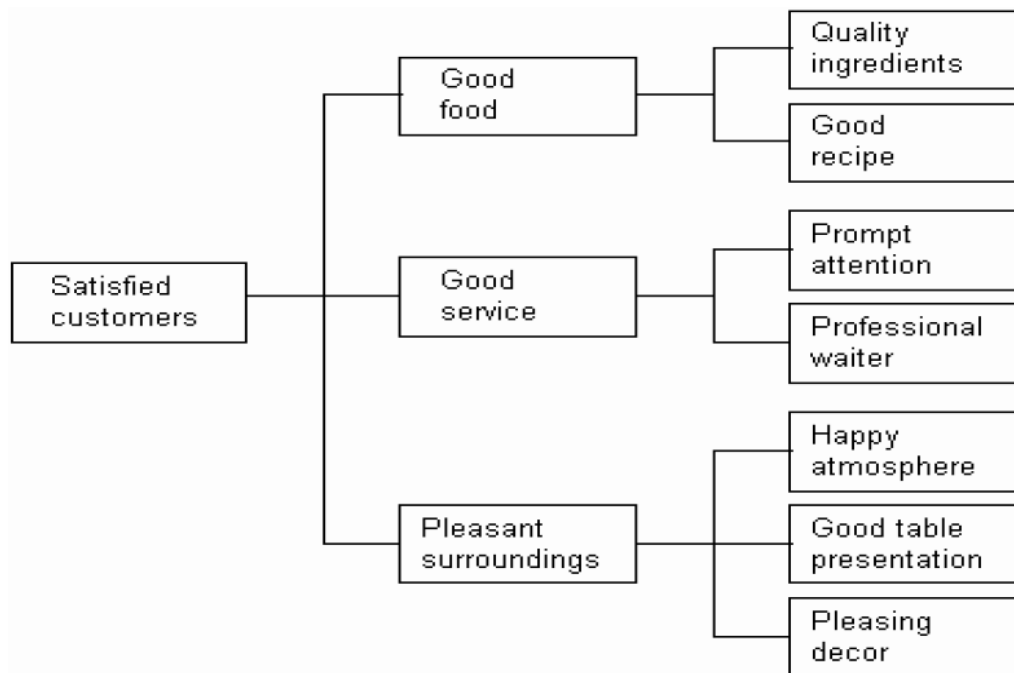 Satisfied
customers
Good
food
Quality
ingredients
Good
recipe
Good
service
Prompt
attention
Professional
waiter
Pleasant
surroundings
Happy
atmosphere
Good table
presentation
Pleasing
decor